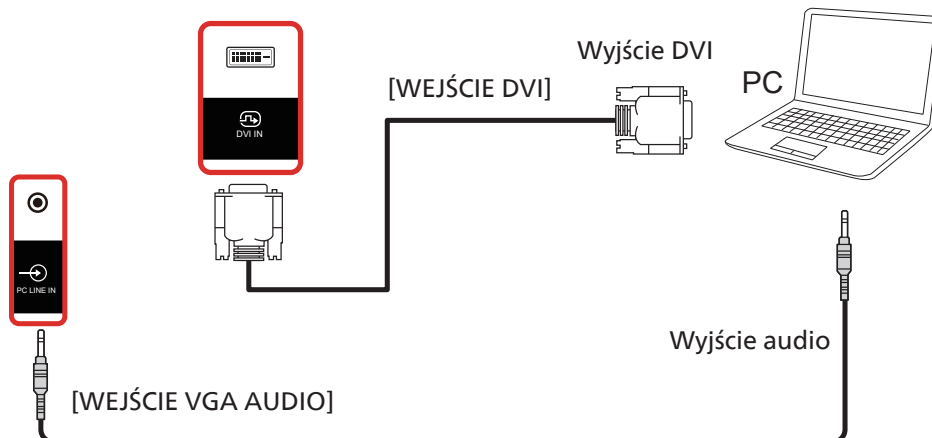 Wyjście DVI
[WEJŚCIE DVI]
PC
DVI IN
PC LINE IN
Wyjście audio
[WEJŚCIE VGA AUDIO]